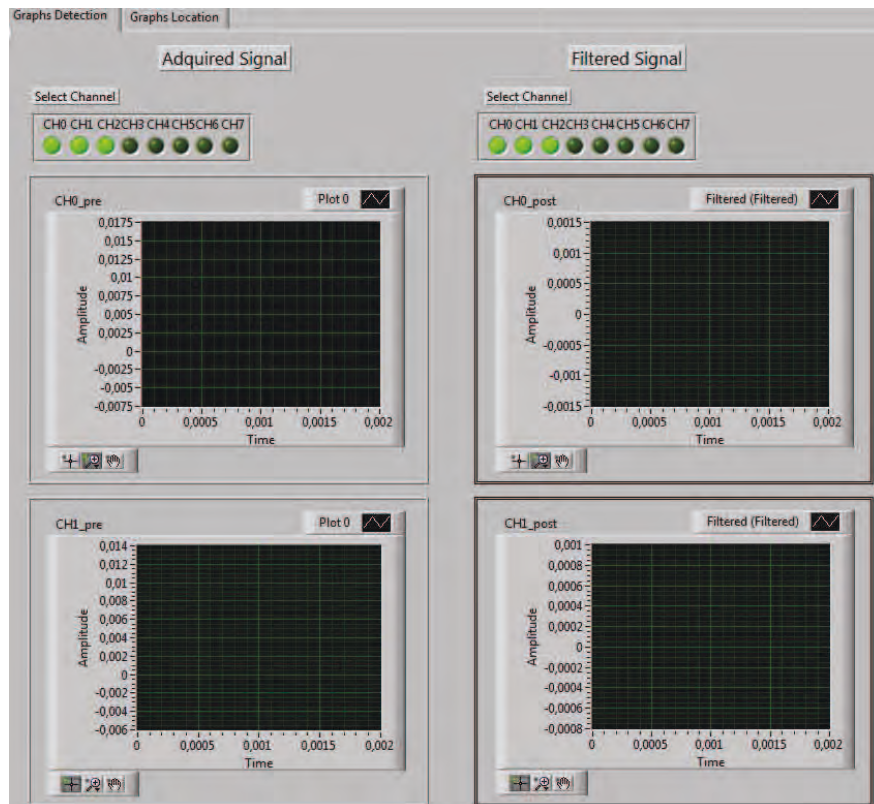 Graphs Detection
Graphs Location
Adquired Signal
Select Channel
CH0 CH1 CH2CH3 CH4CH5CH6 CH7
CH0_pre
Plot 0
0,0175
0,015
0,0125
0,01
0,0075
0,005
0,0025
0
-0,0025
-0,005
-0,0075
Amplitude
0 0,0005 0,001 0,0015 0,002
Time
CH1_pre
Plot 0
0,014
0,012
0,01
0,008
0,006
0,004
0,002
0
-0,002
-0,004
-0,006
Amplitude
0 0,0005 0,001 0,0015 0,002
Time
Filtered Signal
Select Channel
CH0 CH1 CH2CH3 CH4 CH5 CH6 CH7
CH0_post
Filtered (Filtered)
0,0015
0,001
0,0005
0
-0,0005
-0,001
-0,0015
Amplitude
0 0,0005 0,001 0,0015 0,002
Time
CH1_post
Filtered (Filtered)
0,001
0,0008
0,0006
0,0004
0,0002
0
-0,0002
-0,0004
-0,0006
-0,0008
Amplitude
0 0,0005 0,001 0,0015 0,002
Time